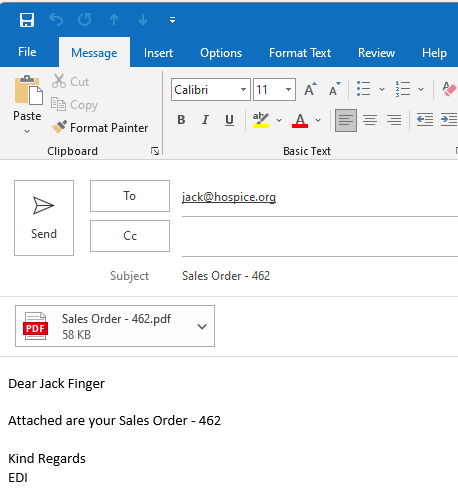 File Message Insert Options Format Text Review Help
Cut
Copy
Paste
Format Painter
Clipboard
Calibri 11 A A
B I U ab A
Basic Text
Send
To jack@hospice.org
Cc
Subject Sales Order - 462
PDF
Sales Order - 462.pdf
58 KB
Dear Jack Finger
Attached are your Sales Order - 462
Kind Regards
EDI